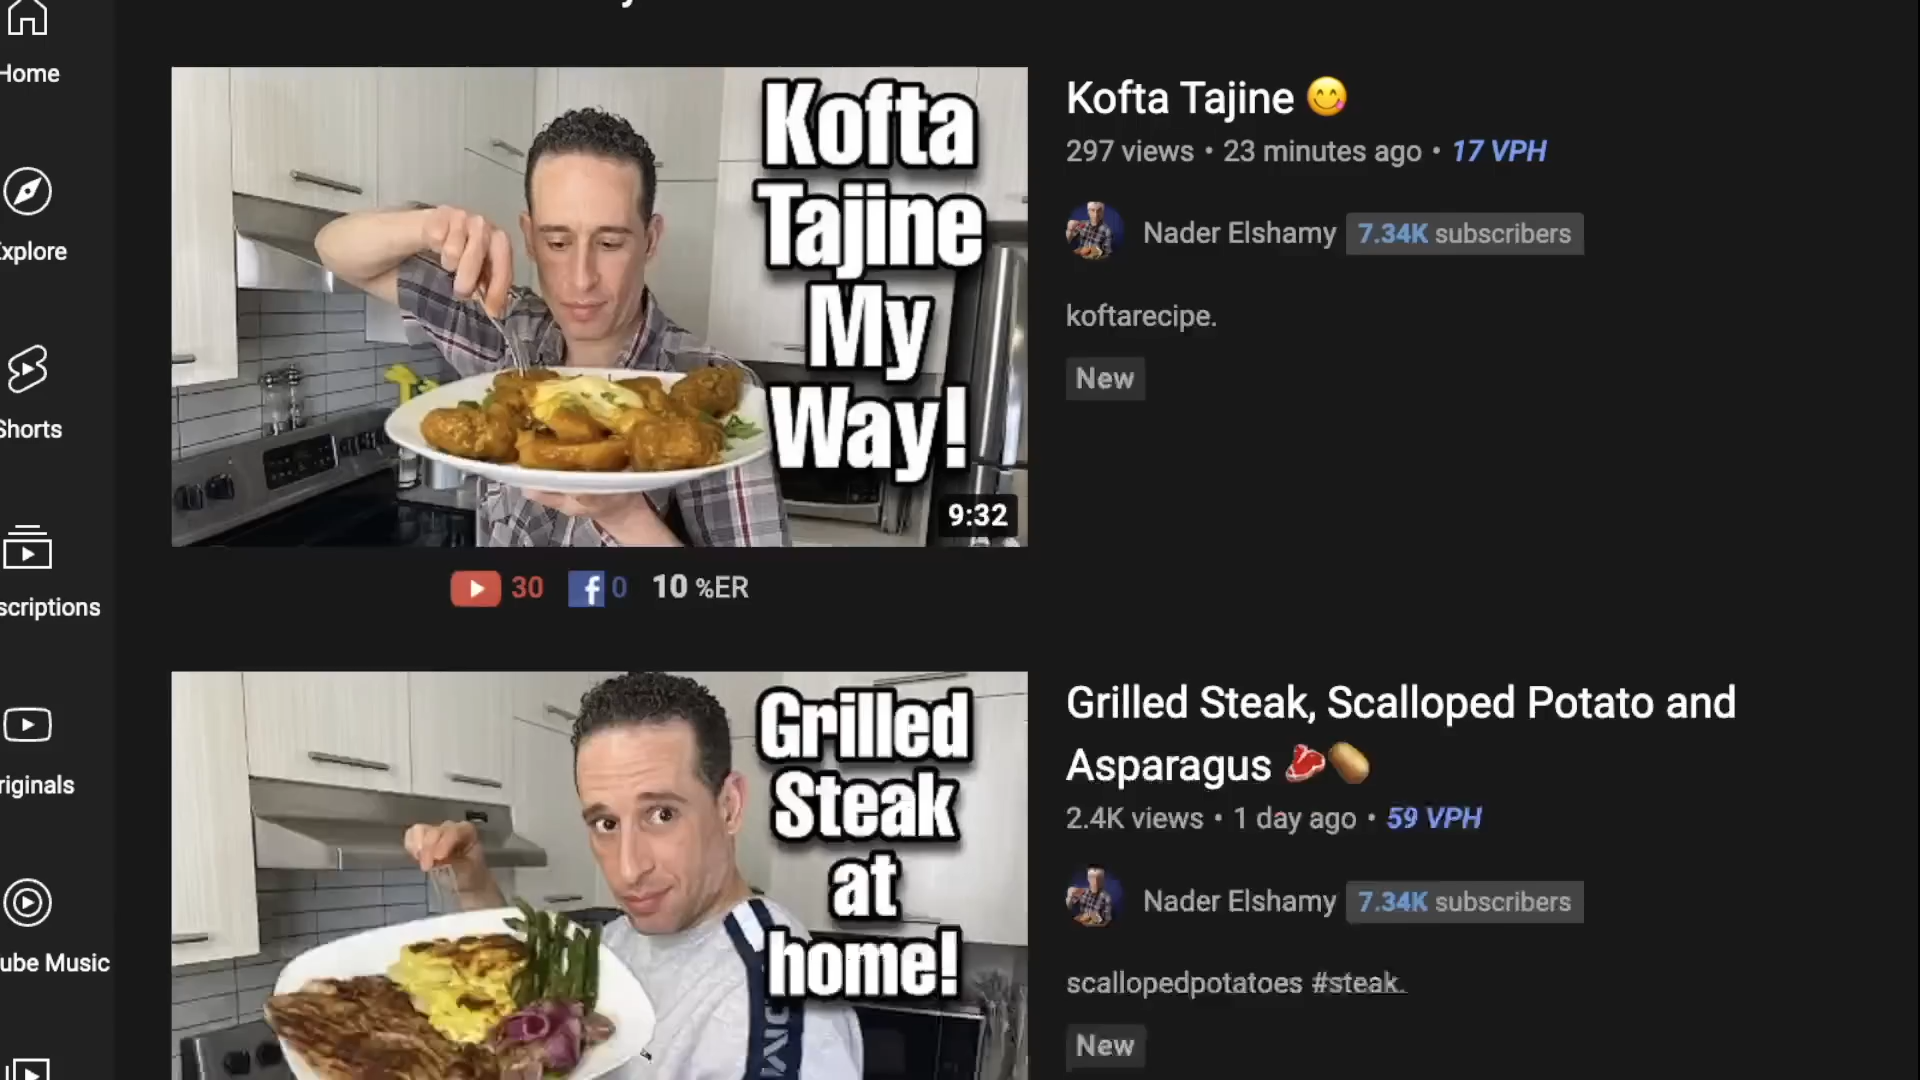 Home
Explore
Shorts
scriptions
riginals
ube Music
Kofta
Tajine
My
Way!
9:32
30 f 0 10 %ER
Kofta Tajine 😋
297 views • 23 minutes ago • 17 VPH
Nader Elshamy 7.34K subscribers
koftarecipe.
New
Grilled
Steak
at
home!
Grilled Steak, Scalloped Potato and
Asparagus 🥩🥔
2.4K views • 1 day ago • 59 VPH
Nader Elshamy 7.34K subscribers
scallopedpotatoes #steak.
New